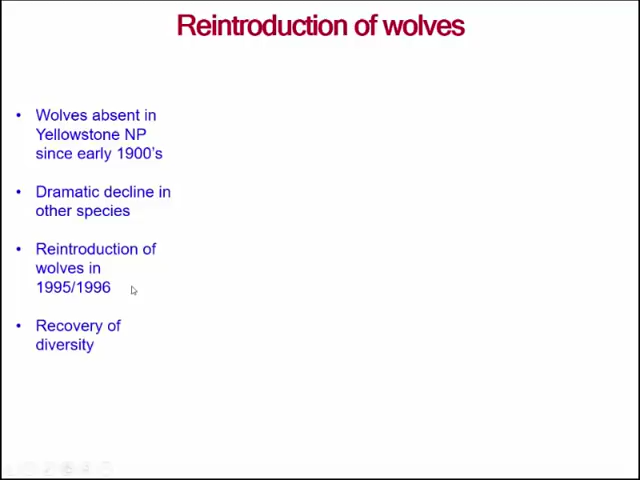 Reintroduction of wolves
• Wolves absent in
Yellowstone NP
since early 1900's
• Dramatic decline in
other species
• Reintroduction of
wolves in
1995/1996
• Recovery of
diversity